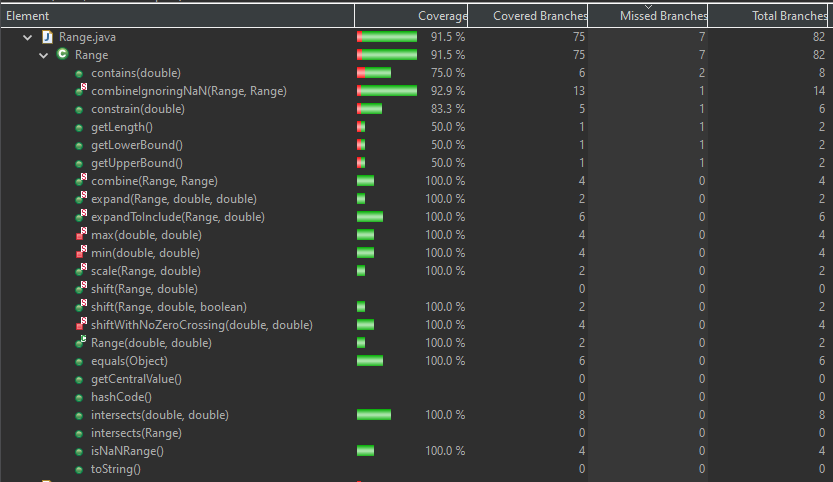 Element Coverage Covered Branches Missed Branches Total Branches
Range.java 91.5 % 75 7 82
Range 91.5 % 75 7 82
contains(double) 75.0 % 6 2 8
combineIgnoringNaN(Range, Range) 92.9 % 13 1 14
constrain(double) 83.3 % 5 1 6
getLength() 50.0 % 1 1 2
getLowerBound() 50.0 % 1 1 2
getUpperBound() 50.0 % 1 1 2
combine(Range, Range) 100.0 % 4 0 4
expand(Range, double, double) 100.0 % 2 0 2
expandToInclude(Range, double) 100.0 % 6 0 6
max(double, double) 100.0 % 4 0 4
min(double, double) 100.0 % 4 0 4
scale(Range, double) 100.0 % 2 0 2
shift(Range, double) 0 0 0
shift(Range, double, boolean) 100.0 % 2 0 2
shiftWithNoZeroCrossing(double, double) 100.0 % 4 0 4
Range(double, double) 100.0 % 2 0 2
equals(Object) 100.0 % 6 0 6
getCentralValue() 0 0 0
hashCode() 0 0 0
intersects(double, double) 100.0 % 8 0 8
intersects(Range) 0 0 0
isNaNRange() 100.0 % 4 0 4
toString() 0 0 0